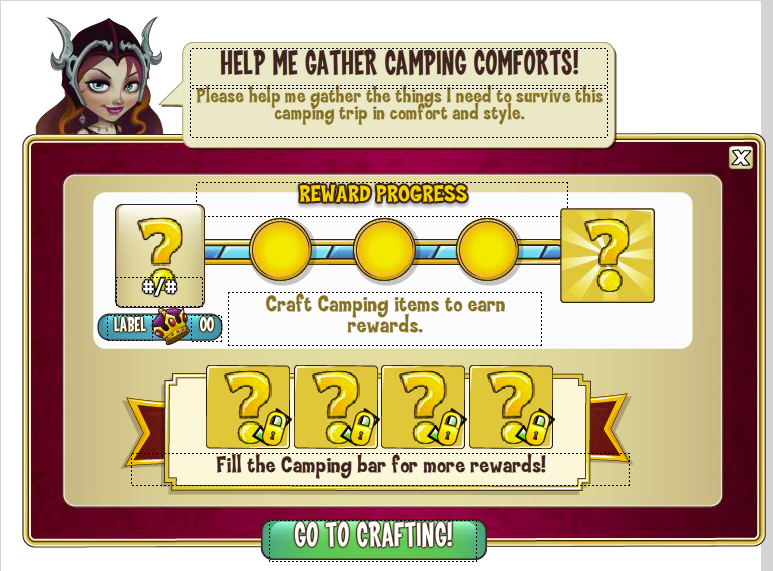 HELP ME GATHER CAMPING COMFORTS!
Please help me gather the things I need to survive this
camping trip in comfort and style.
X
REWARD PROGRESS
?
?
#/#
LABEL 00
Craft Camping items to earn
rewards.
? ? ? ?
Fill the Camping bar for more rewards!
GO TO CRAFTING!